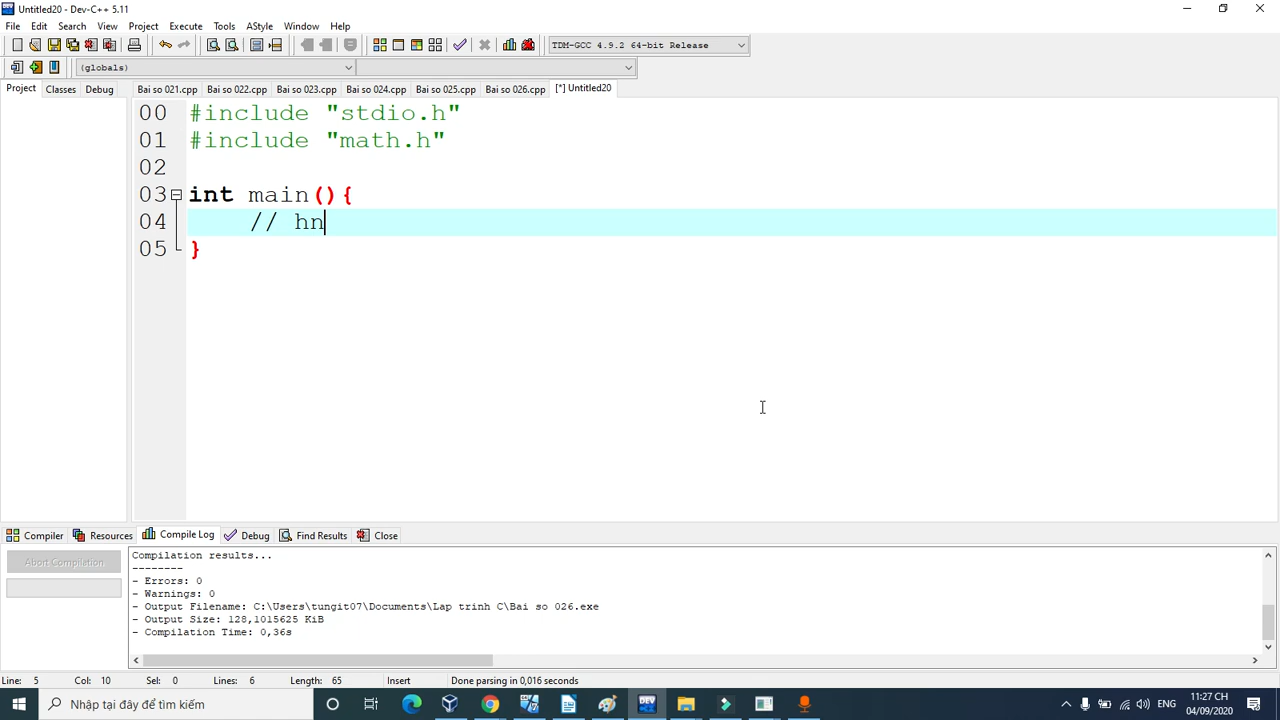 Untitled20 - Dev-C++ 5.11
File Edit Search View Project Execute Tools AStyle Window Help
TDM-GCC 4.9.2 64-bit Release
(globals)
Project Classes Debug Bai so 021.cpp Bai so 022.cpp Bai so 023.cpp Bai so 024.cpp Bai so 025.cpp Bai so 026.cpp [*] Untitled20
00 #include "stdio.h"
01 #include "math.h"
02
03 int main(){
04 // hn
05 }
Compiler Resources Compile Log Debug Find Results Close
Abort Compilation
Compilation results...
--------
- Errors: 0
- Warnings: 0
- Output Filename: C:\Users\tungit07\Documents\Lap trinh C\Bai so 026.exe
- Output Size: 128,1015625 KiB
- Compilation Time: 0,36s
Line: 5 Col: 10 Sel: 0 Lines: 6 Length: 65 Insert Done parsing in 0,016 seconds
Nhập tại đây để tìm kiếm
DEV
ENG
11:27 CH
04/09/2020